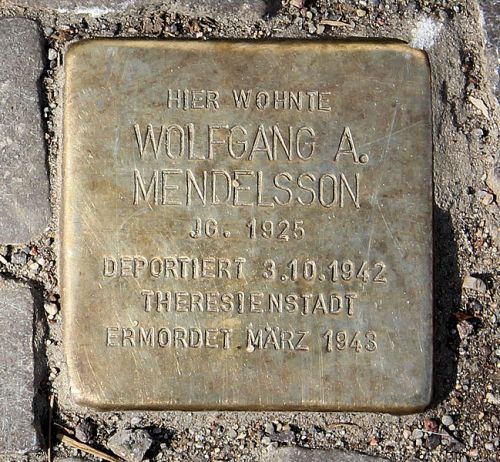 HIER WOHNTE
WOLFGANG A.
MENDELSSON
JG. 1925
DEPORTIERT 3.10.1942
THERESIENSTADT
ERMORDET MÄRZ 1943